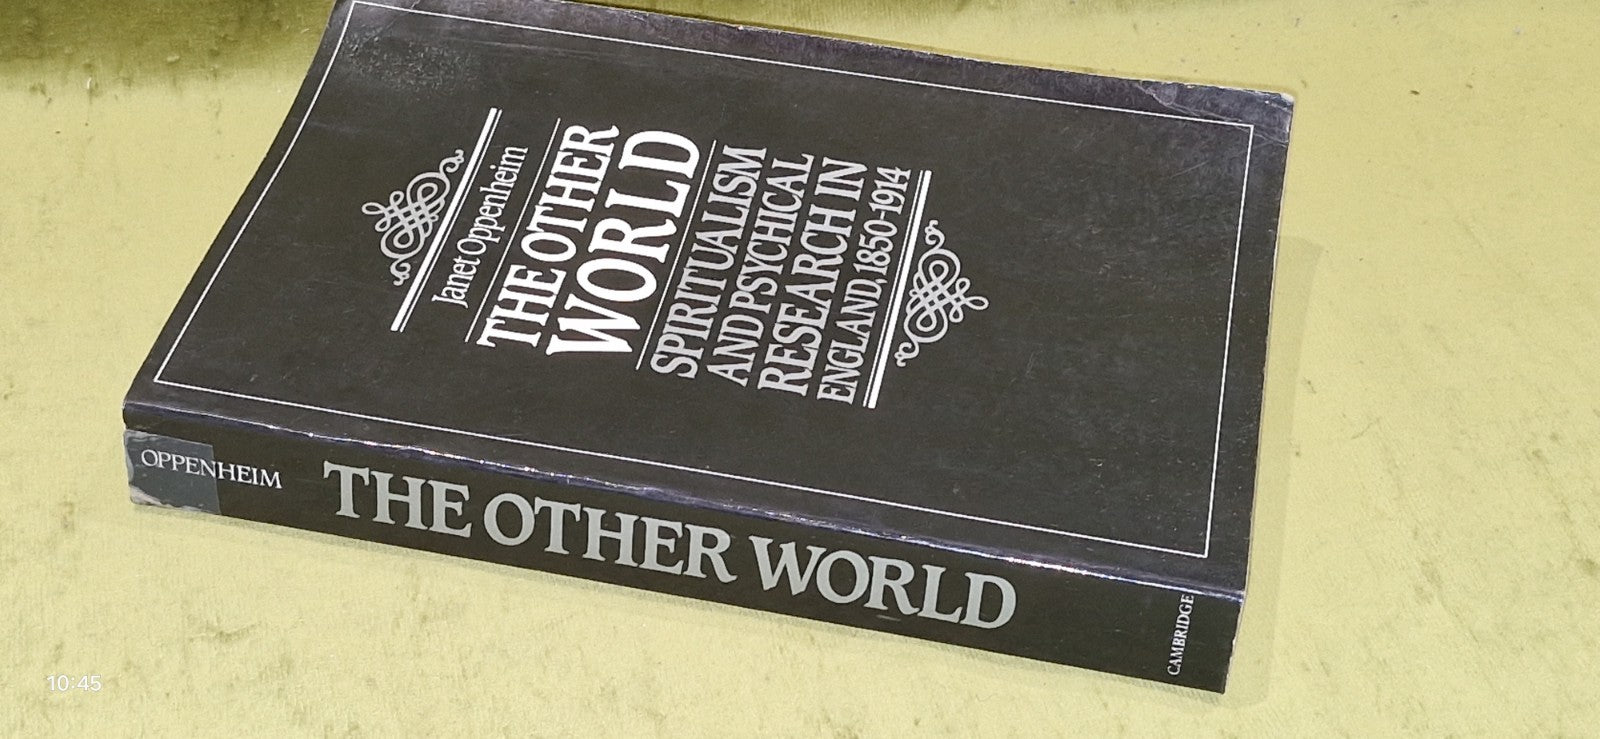 Janet Oppenheim
THE OTHER
WORLD
SPIRITUALISM
AND PSYCHICAL
RESEARCH IN
ENGLAND, 1850-1914
OPPENHEIM
THE OTHER WORLD
CAMBRIDGE
10:45